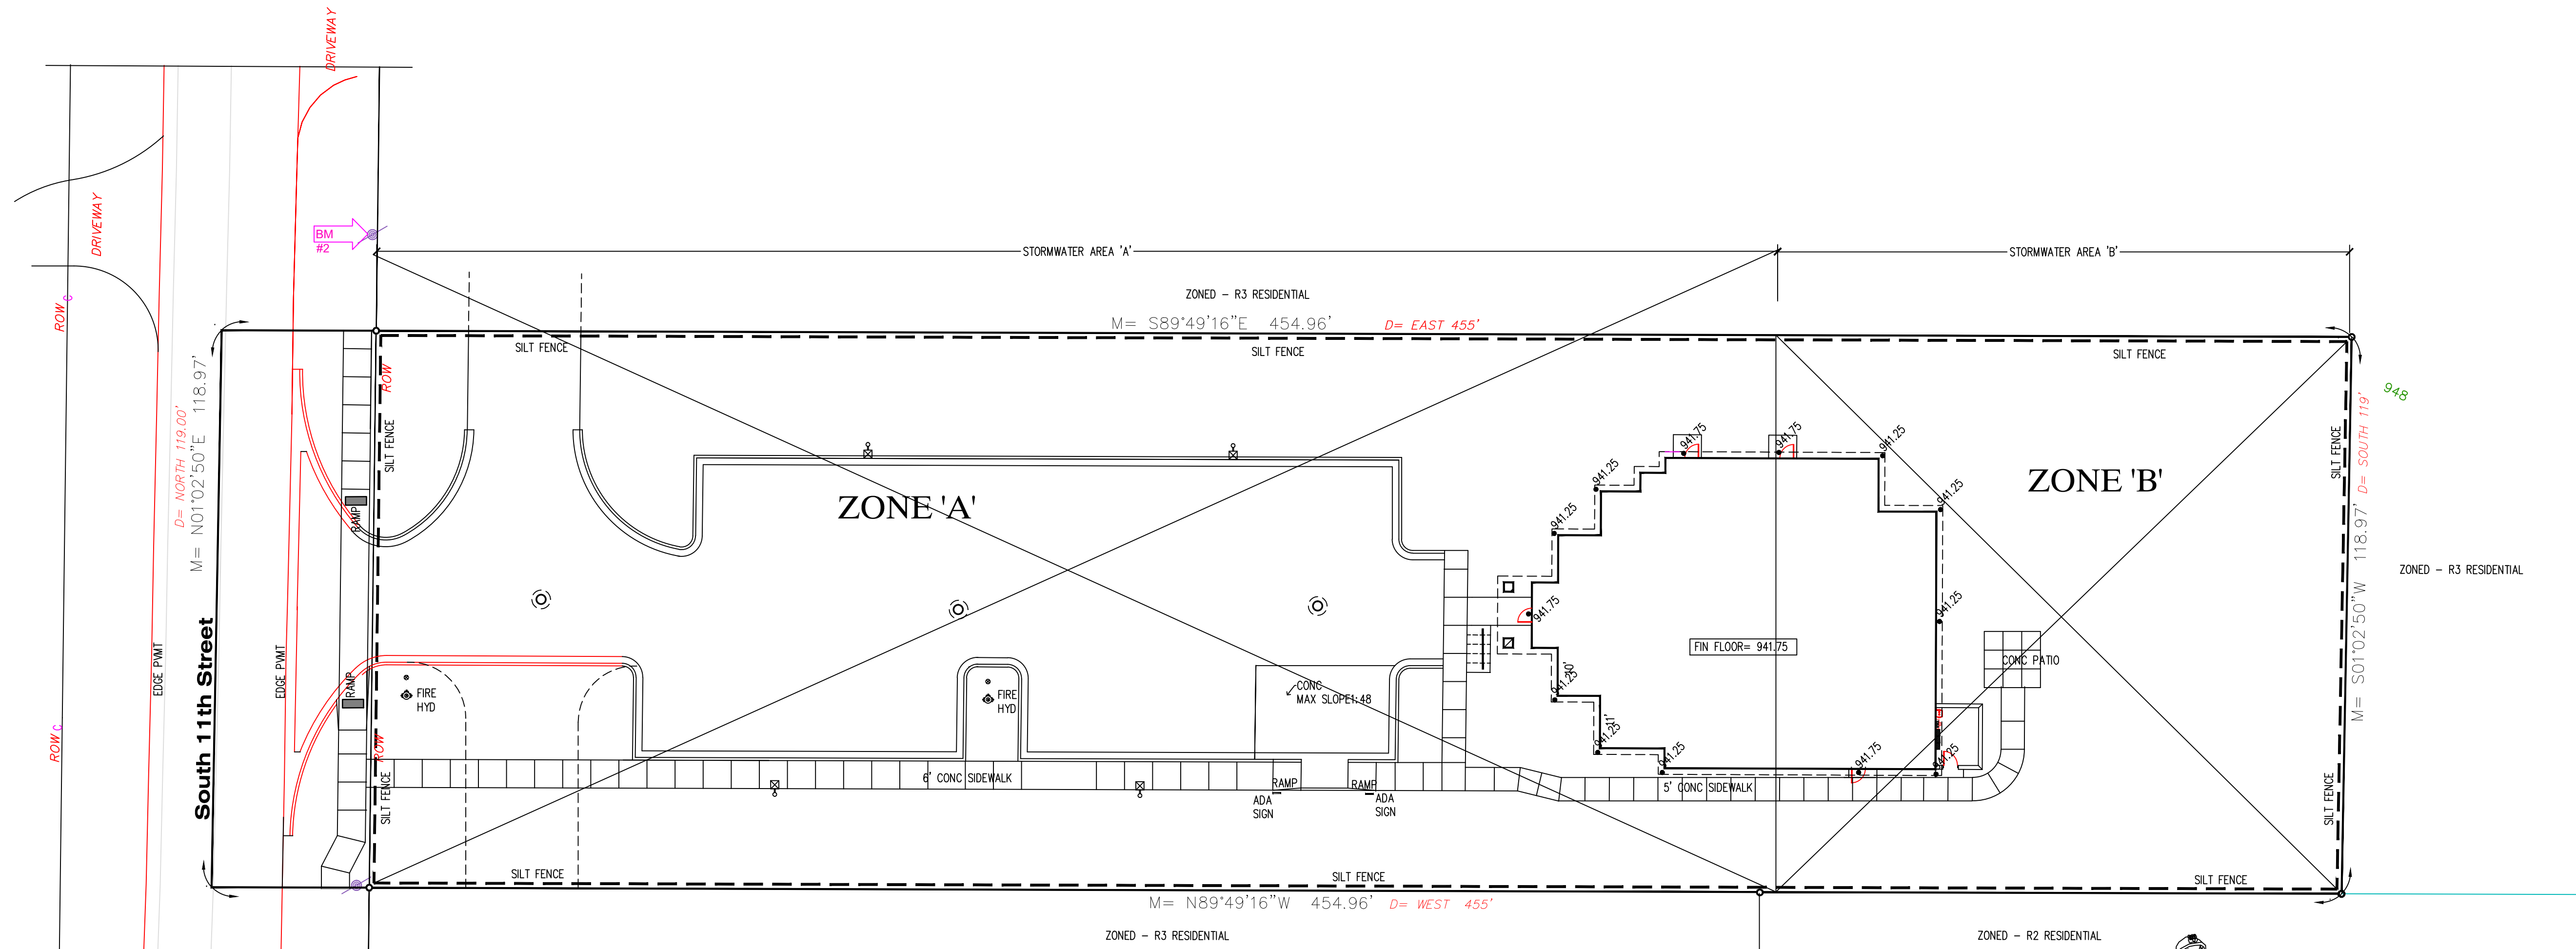 DRIVEWAY
DRIVEWAY
BM
#2
STORMWATER AREA 'A'
STORMWATER AREA 'B'
ROW
C
ZONED - R3 RESIDENTIAL
M= S89°49'16"E 454.96' D= EAST 455'
SILT FENCE
SILT FENCE
SILT FENCE
ROW
948
M= N01°02'50"E 118.97'
D= NORTH 119.00'
SILT FENCE
941.75
941.75
941.25
SILT FENCE
D= SOUTH 119'
M= S01°02'50"W 118.97'
ZONE 'A'
ZONE 'B'
941.25
941.25
941.25
RAMP
ZONED - R3 RESIDENTIAL
941.75
941.25
South 11th Street
EDGE PVMT
EDGE PVMT
FIN FLOOR= 941.75
CONC PATIO
RAMP
FIRE
HYD
FIRE
HYD
CONC
MAX SLOPE1:48
10'
941.25
11'
941.25
941.25
941.75
941.25
ROW
C
ROW
SILT FENCE
6' CONC SIDEWALK
RAMP
RAMP
ADA
SIGN
ADA
SIGN
5' CONC SIDEWALK
SILT FENCE
SILT FENCE
SILT FENCE
SILT FENCE
M= N89°49'16"W 454.96' D= WEST 455'
ZONED - R3 RESIDENTIAL
ZONED - R2 RESIDENTIAL